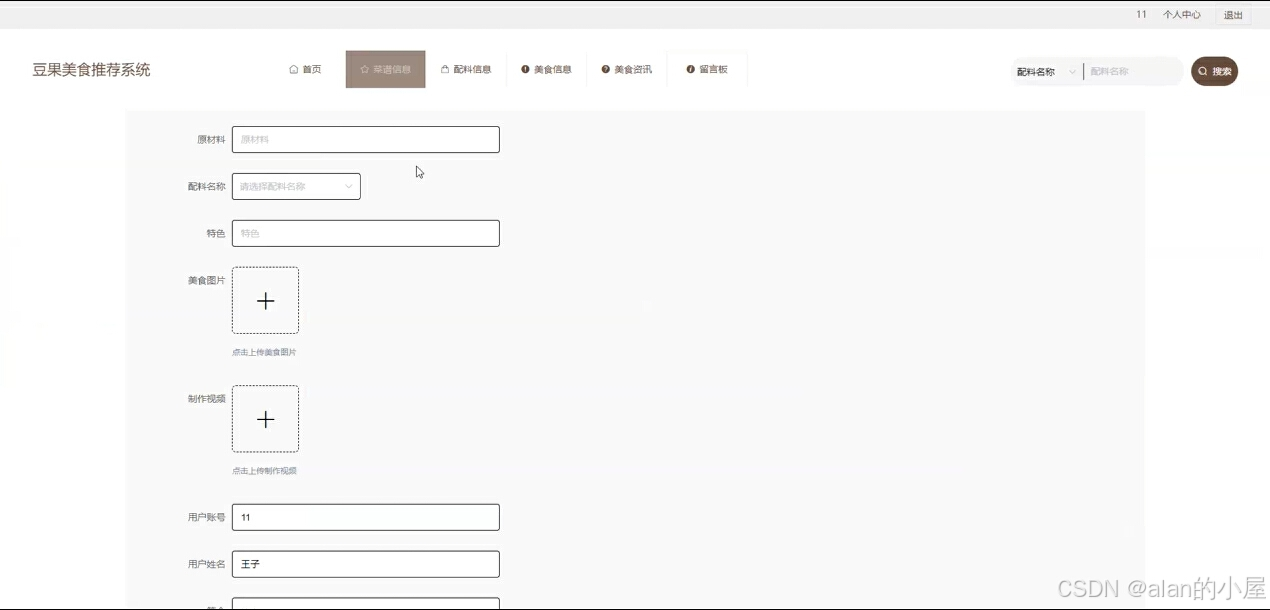 11 个人中心 退出
豆果美食推荐系统 首页 菜谱信息 配料信息 美食信息 美食资讯 留言板 配料名称 配料名称 搜索
原材料 原材料
配料名称 请选择配料名称
特色 特色
美食图片
点击上传美食图片
制作视频
点击上传制作视频
用户账号 11
用户姓名 王子
CSDN @alan的小屋